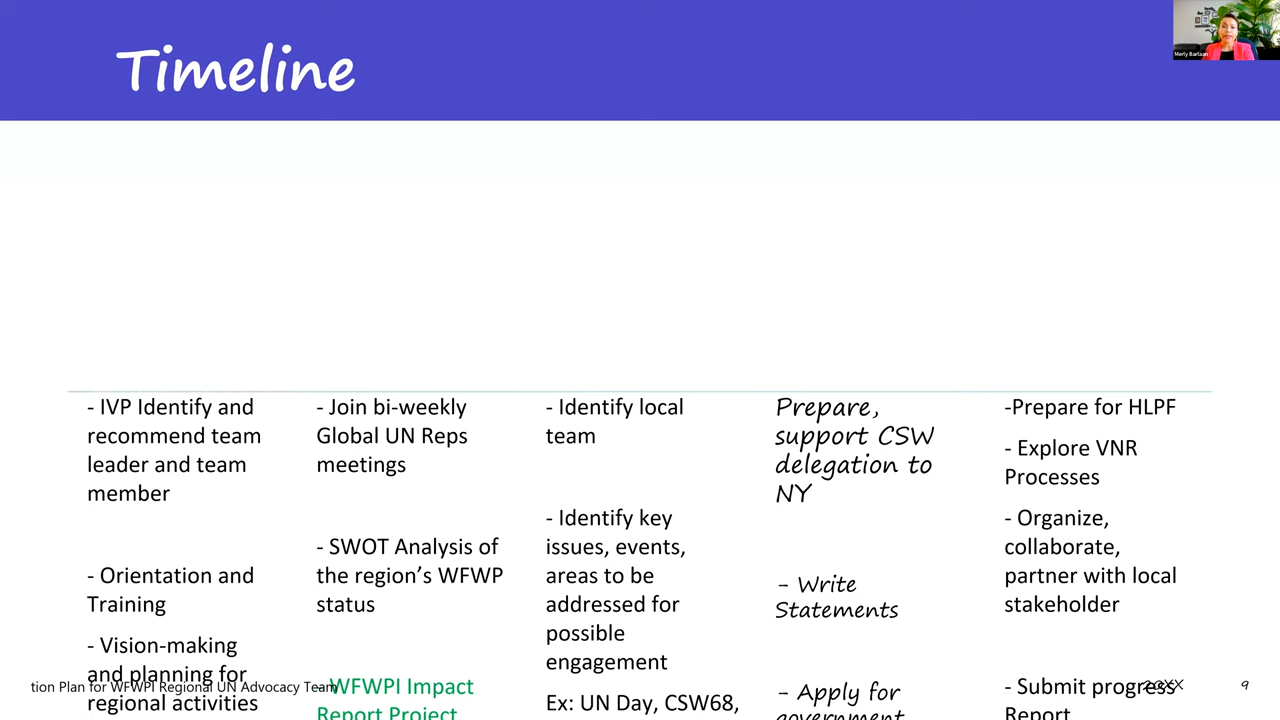 Timeline
Merly Barlaan
- IVP Identify and
recommend team
leader and team
member
- Orientation and
Training
- Vision-making
and planning for
regional activities
- Join bi-weekly
Global UN Reps
meetings
- SWOT Analysis of
the region's WFWP
status
- WFWPI Impact
Report Project
- Identify local
team
- Identify key
issues, events,
areas to be
addressed for
possible
engagement
Ex: UN Day, CSW68,
Prepare,
support CSW
delegation to
NY
- Write
Statements
- Apply for
government
-Prepare for HLPF
- Explore VNR
Processes
- Organize,
collaborate,
partner with local
stakeholder
- Submit progress
Report
tion Plan for WFWPI Regional UN Advocacy Team
20XX
9